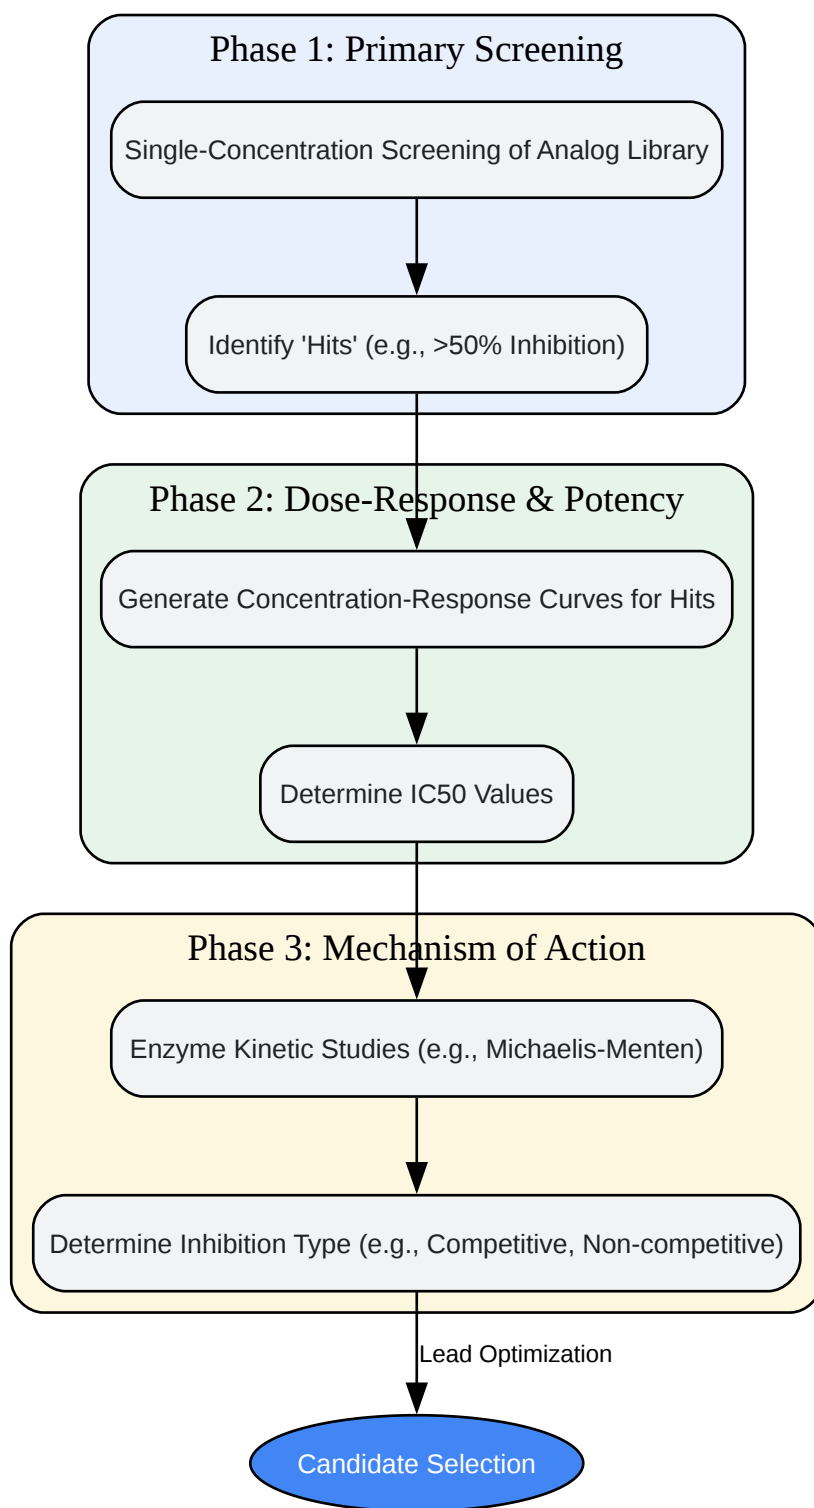 Phase 1: Primary Screening
Single-Concentration Screening of Analog Library
Identify 'Hits' (e.g., >50% Inhibition)
Phase 2: Dose-Response & Potency
Generate Concentration-Response Curves for Hits
Determine IC50 Values
Phase 3: Mechanism of Action
Enzyme Kinetic Studies (e.g., Michaelis-Menten)
Determine Inhibition Type (e.g., Competitive, Non-competitive)
Lead Optimization
Candidate Selection